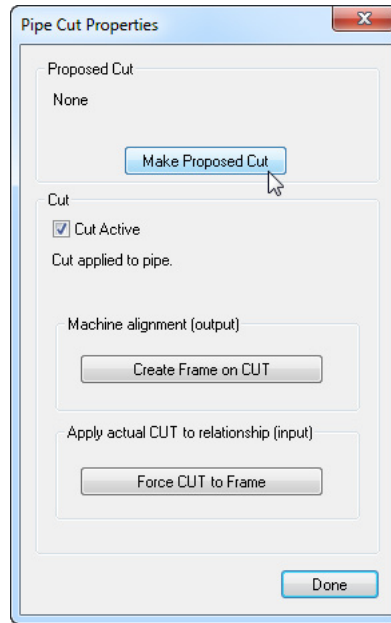 Pipe Cut Properties
Proposed Cut
None
Make Proposed Cut
Cut
Cut Active
Cut applied to pipe.
Machine alignment (output)
Create Frame on CUT
Apply actual CUT to relationship (input)
Force CUT to Frame
Done